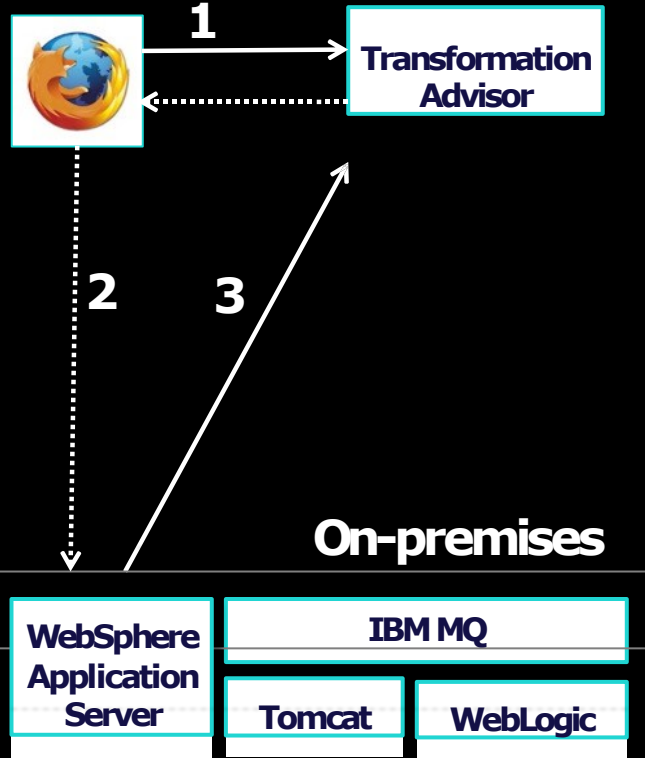 1
Transformation
Advisor
2
3
On-premises
WebSphere
Application
Server
IBM MQ
Tomcat
WebLogic